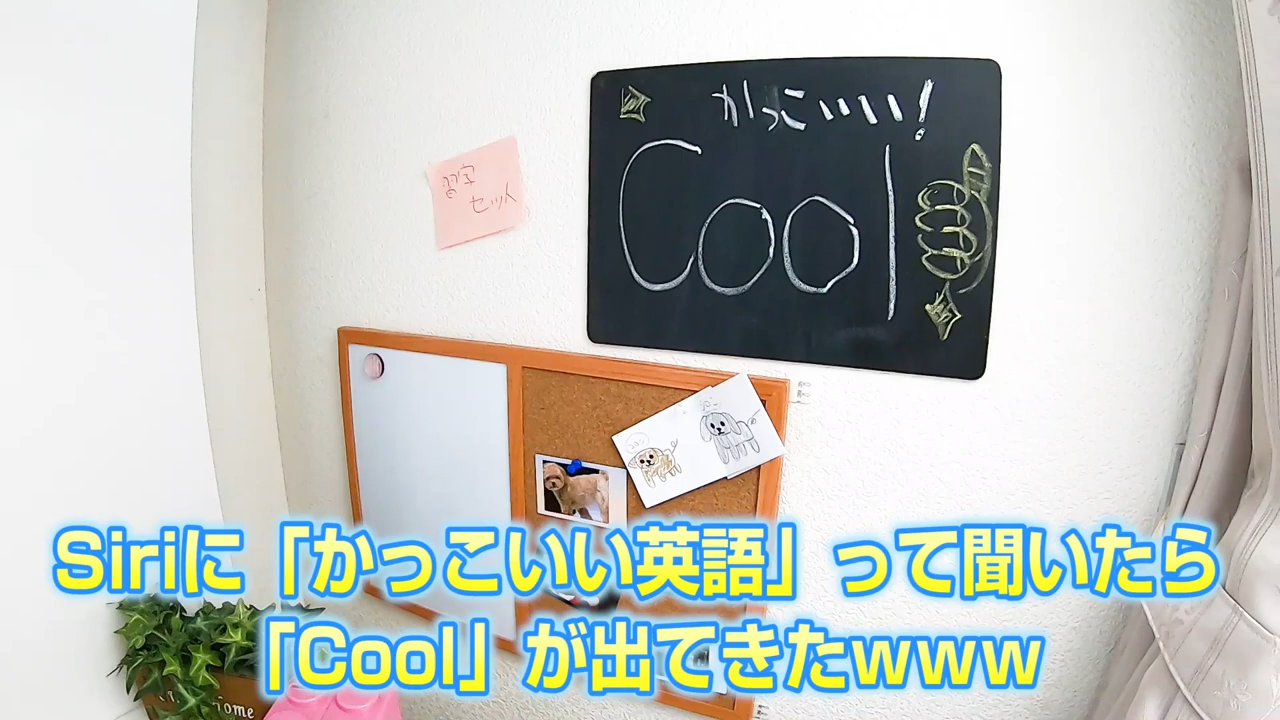 かっこいい!
Cool
習字
セット
Siriに「かっこいい英語」って聞いたら
「Cool」が出てきたwww